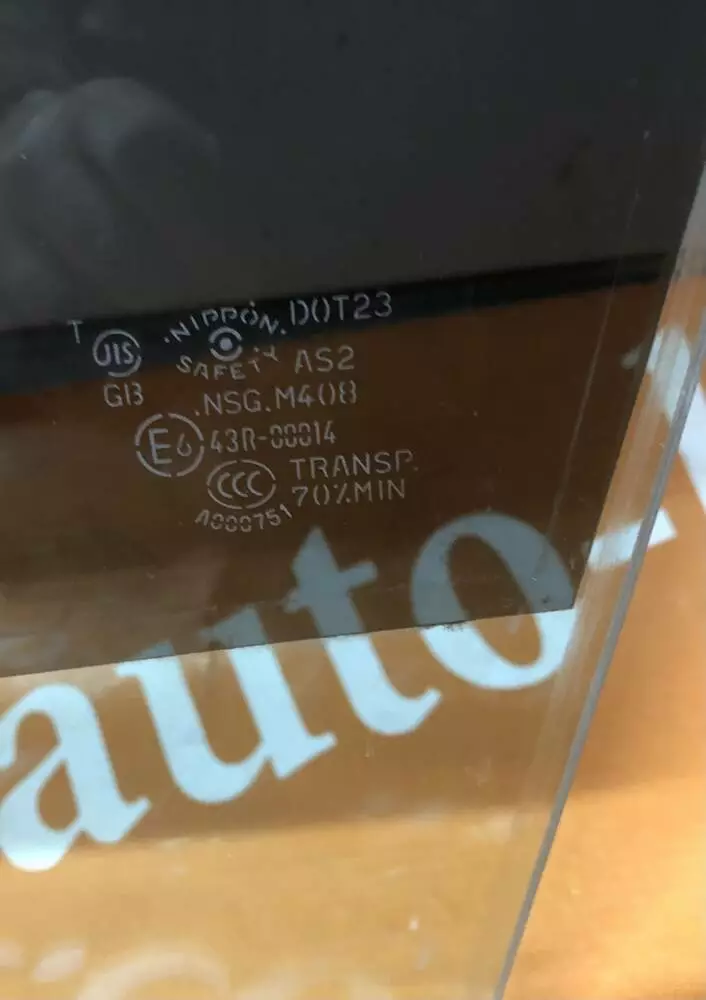 T
JIS
GB
.NIPPON.
SAFETY
DOT23
AS2
.NSG.M408
E6 43R-00014
CCC TRANSP.
70%MIN
A000751
auto-